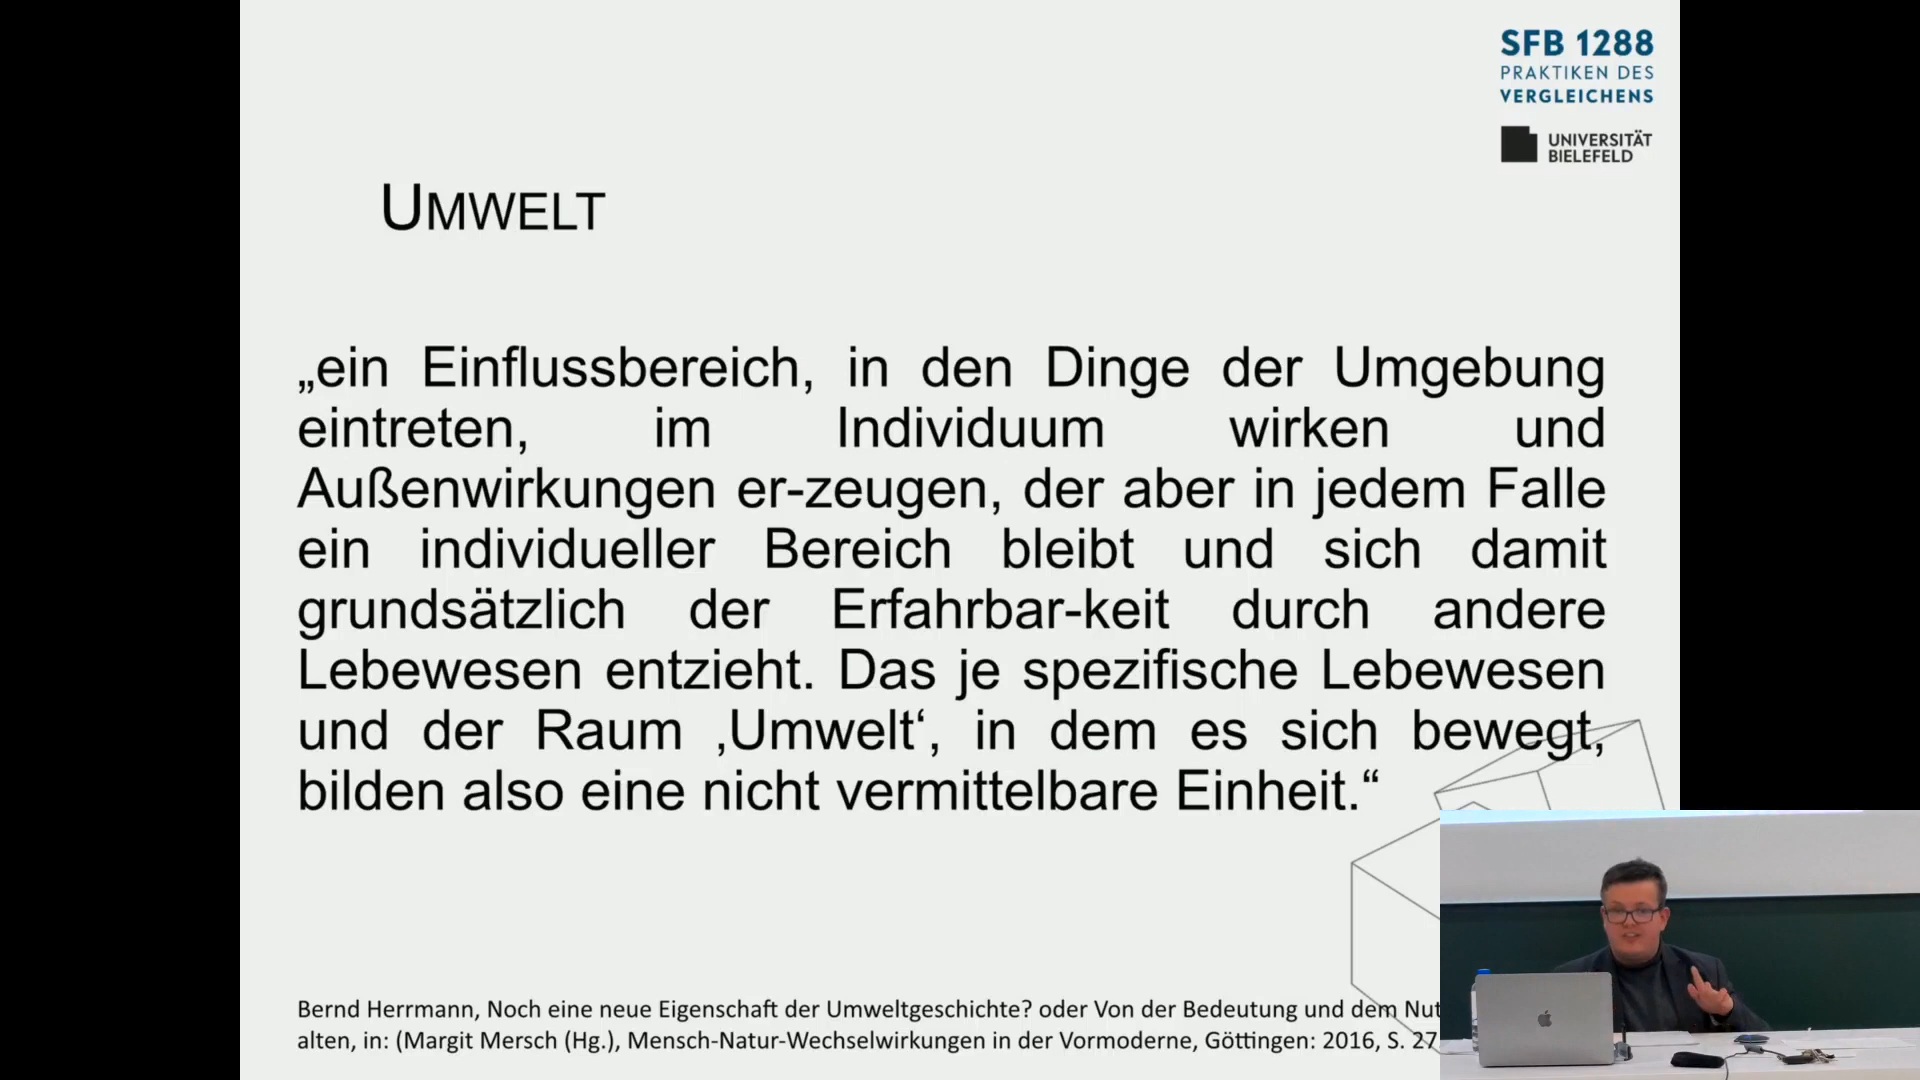 SFB 1288
PRAKTIKEN DES
VERGLEICHENS
UNIVERSITÄT
BIELEFELD
UMWELT
„ein Einflussbereich, in den Dinge der Umgebung
eintreten, im Individuum wirken und
Außenwirkungen er-zeugen, der aber in jedem Falle
ein individueller Bereich bleibt und sich damit
grundsätzlich der Erfahrbar-keit durch andere
Lebewesen entzieht. Das je spezifische Lebewesen
und der Raum ‚Umwelt‘, in dem es sich bewegt,
bilden also eine nicht vermittelbare Einheit.“
Bernd Herrmann, Noch eine neue Eigenschaft der Umweltgeschichte? oder Von der Bedeutung und dem
alten, in: (Margit Mersch (Hg.), Mensch-Natur-Wechselwirkungen in der Vormoderne, Göttingen: 2016, S. 27